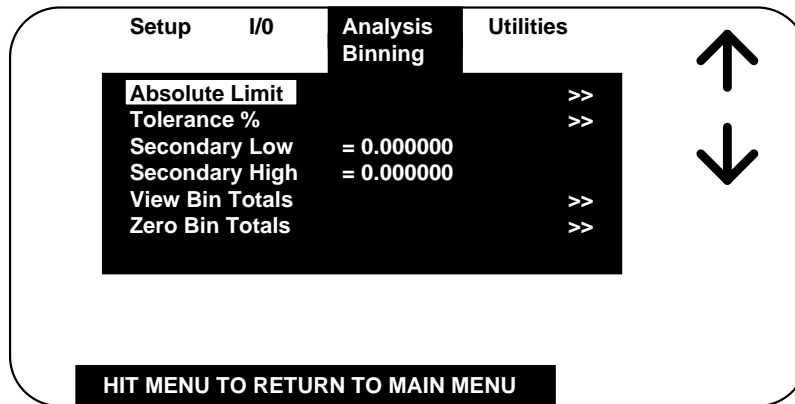 Setup I/0 Analysis Utilities
Binning
Absolute Limit >>
Tolerance % >>
Secondary Low = 0.000000
Secondary High = 0.000000
View Bin Totals >>
Zero Bin Totals >>
HIT MENU TO RETURN TO MAIN MENU